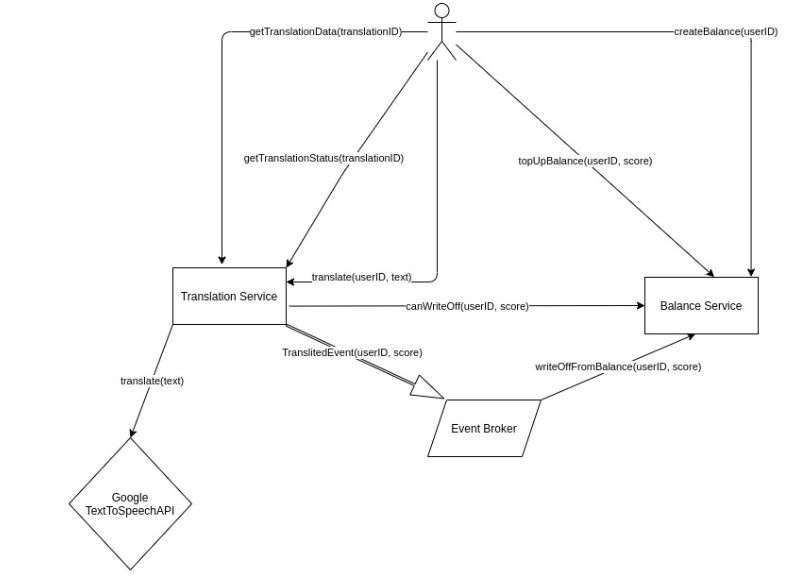 getTranslationData(translationID)
createBalance(userID)
getTranslationStatus(translationID)
topUpBalance(userID, score)
translate(userID, text)
Translation Service
canWriteOff(userID, score)
Balance Service
TranslitedEvent(userID, score)
writeOffFromBalance(userID, score)
translate(text)
Event Broker
Google
TextToSpeechAPI